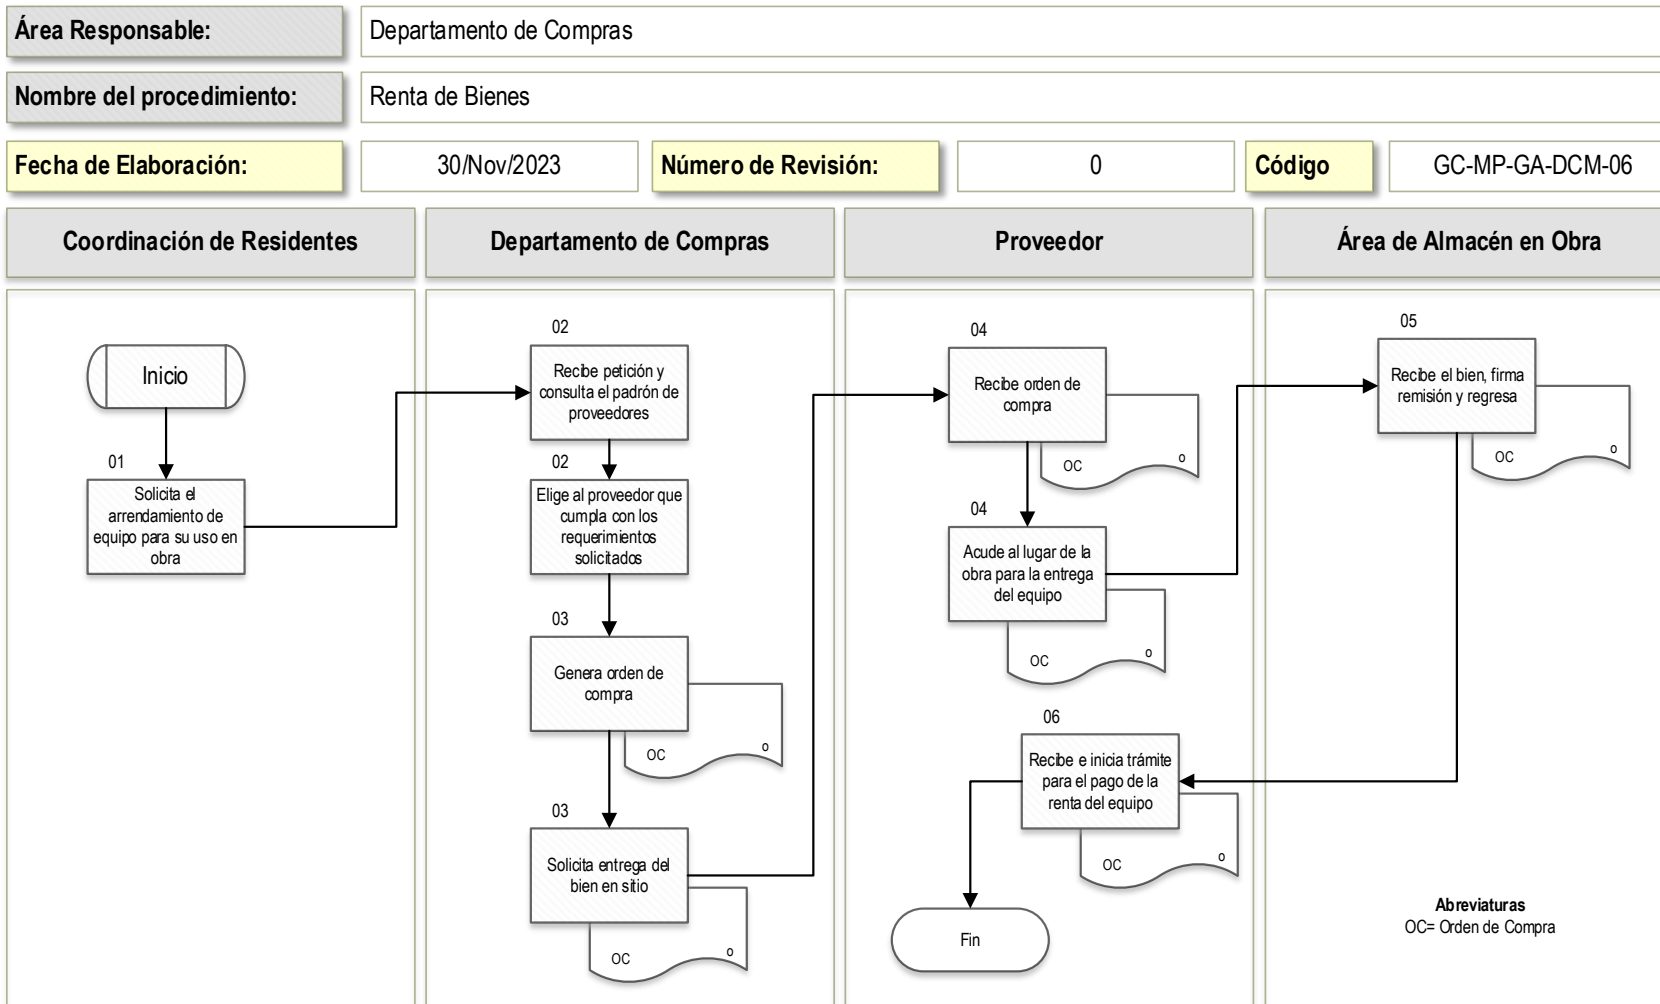 Área Responsable:
Departamento de Compras
Nombre del procedimiento:
Renta de Bienes
Fecha de Elaboración:
30/Nov/2023
Número de Revisión:
0
Código
GC-MP-GA-DCM-06
Coordinación de Residentes
Departamento de Compras
Proveedor
Área de Almacén en Obra
Inicio
01
Solicita el
arrendamiento de
equipo para su uso en
obra
02
Recibe petición y
consulta el padrón de
proveedores
02
Elige al proveedor que
cumpla con los
requerimientos
solicitados
03
Genera orden de
compra
OC
o
03
Solicita entrega del
bien en sitio
OC
o
04
Recibe orden de
compra
OC
o
04
Acude al lugar de la
obra para la entrega
del equipo
OC
o
05
Recibe el bien, firma
remisión y regresa
OC
o
06
Recibe e inicia trámite
para el pago de la
renta del equipo
OC
o
Fin
Abreviaturas
OC= Orden de Compra